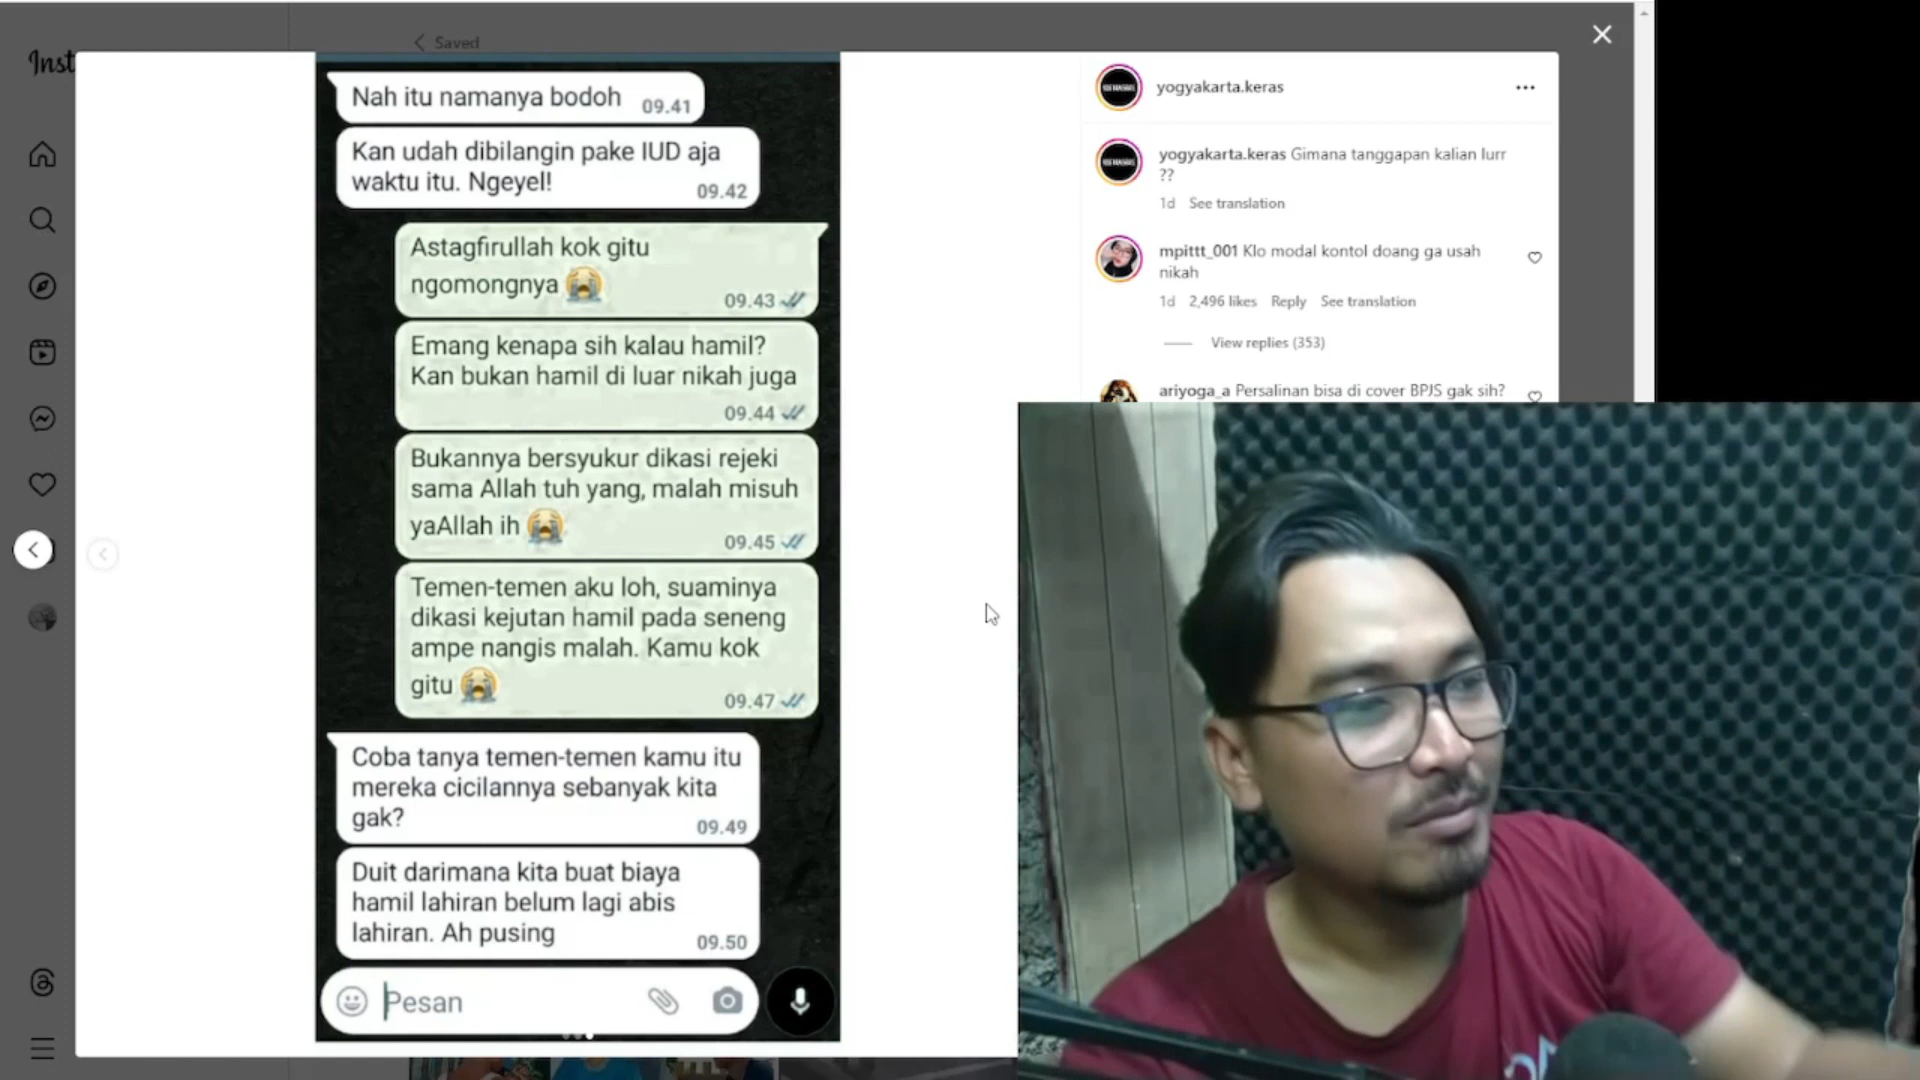 Inst
Saved
Nah itu namanya bodoh 09.41
Kan udah dibilangin pake IUD aja
waktu itu. Ngeyel! 09.42
Astagfirullah kok gitu
ngomongnya 09.43
Emang kenapa sih kalau hamil?
Kan bukan hamil di luar nikah juga
09.44
Bukannya bersyukur dikasi rejeki
sama Allah tuh yang, malah misuh
yaAllah ih 09.45
Temen-temen aku loh, suaminya
dikasi kejutan hamil pada seneng
ampe nangis malah. Kamu kok
gitu 09.47
Coba tanya temen-temen kamu itu
mereka cicilannya sebanyak kita
gak? 09.49
Duit darimana kita buat biaya
hamil lahiran belum lagi abis
lahiran. Ah pusing 09.50
Pesan
yogyakarta.keras
yogyakarta.keras Gimana tanggapan kalian lurr
??
1d See translation
mpittt_001 Klo modal kontol doang ga usah
nikah
1d 2,496 likes Reply See translation
View replies (353)
ariyoga_a Persalinan bisa di cover BPJS gak sih?